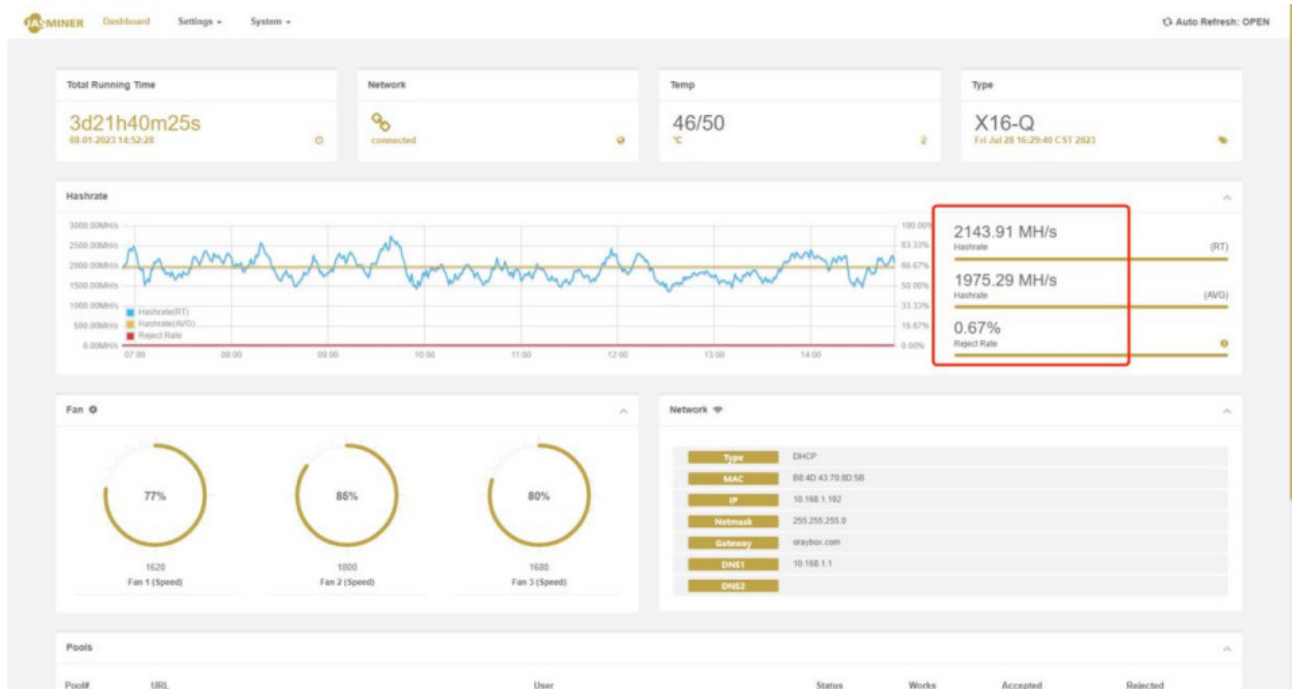 JASMINER Dashboard Settings System Auto Refresh: OPEN
Total Running Time
3d21h40m25s
08-01-2023 14:52:28
Network
connected
Temp
46/50
℃
Type
X16-Q
Fri Jul 28 16:29:40 CST 2023
Hashrate
3000.00MH/s
2500.00MH/s
2000.00MH/s
1500.00MH/s
1000.00MH/s
500.00MH/s
0.00MH/s
Hashrate(RT)
Hashrate(AVG)
Reject Rate
07:00 08:00 09:00 10:00 11:00 12:00 13:00 14:00
100.00%
83.33%
66.67%
50.00%
33.33%
16.67%
0.00%
2143.91 MH/s
Hashrate (RT)
1975.29 MH/s
Hashrate (AVG)
0.67%
Reject Rate
Fan
77% 85% 80%
1620 1800 1680
Fan 1 (Speed) Fan 2 (Speed) Fan 3 (Speed)
Network
Type DHCP
MAC B8:4D:43:70:8D:5B
IP 10.168.1.192
Netmask 255.255.255.0
Gateway oraybox.com
DNS1 10.168.1.1
DNS2
Pools
Pool# URL User Status Works Accepted Rejected